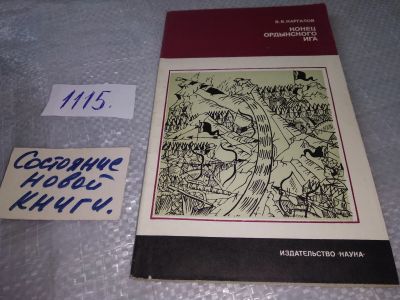 В.В.КАРГАЛОВ
КОНЕЦ
ОРДЫНСКОГО
ИГА
1115.
Состояние
новой
книги.
ИЗДАТЕЛЬСТВО «НАУКА»